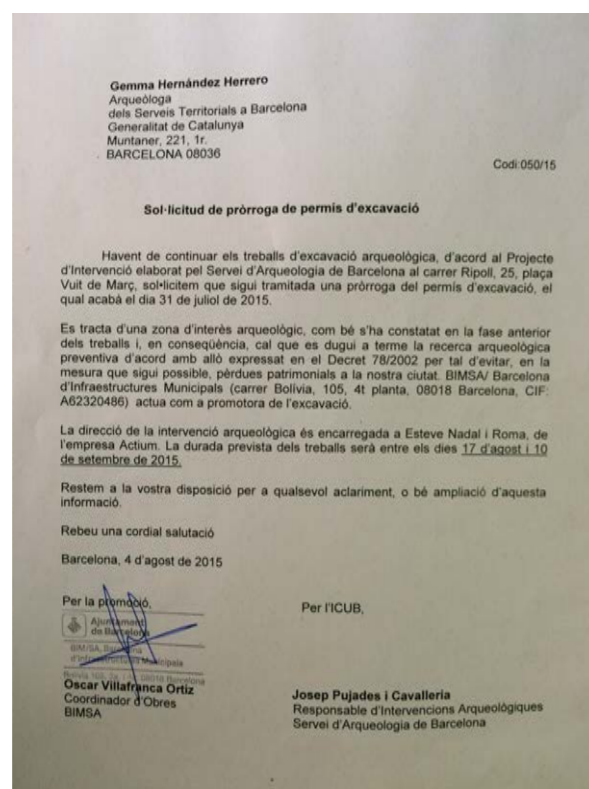 Gemma Hernández Herrero
Arqueòloga
dels Serveis Territorials a Barcelona
Generalitat de Catalunya
Muntaner, 221, 1r.
BARCELONA 08036
Codi:050/15
Sol·licitud de pròrroga de permís d'excavació
Havent de continuar els treballs d'excavació arqueològica, d'acord al Projecte
d'Intervenció elaborat pel Servei d'Arqueologia de Barcelona al carrer Ripoll, 25, plaça
Vuit de Març, sol·licitem que sigui tramitada una pròrroga del permís d'excavació, el
qual acabà el dia 31 de juliol de 2015.
Es tracta d'una zona d'interès arqueològic, com bé s'ha constatat en la fase anterior
dels treballs i, en conseqüència, cal que es dugui a terme la recerca arqueològica
preventiva d'acord amb allò expressat en el Decret 78/2002 per tal d'evitar, en la
mesura que sigui possible, pèrdues patrimonials a la nostra ciutat. BIMSA/ Barcelona
d'Infraestructures Municipals (carrer Bolívia, 105, 4t planta, 08018 Barcelona, CIF:
A62320486) actua com a promotora de l'excavació.
La direcció de la intervenció arqueològica és encarregada a Esteve Nadal i Roma, de
l'empresa Actium. La durada prevista dels treballs serà entre els dies 17 d'agost i 10
de setembre de 2015.
Restem a la vostra disposició per a qualsevol aclariment, o bé ampliació d'aquesta
informació.
Rebeu una cordial salutació
Barcelona, 4 d'agost de 2015
Per la promoció,
Per l'ICUB,
Ajuntament
de Barcelona
BIM/SA, Barcelona
d'Infraestructures Municipals
08018 Barcelona
Oscar Villafranca Ortiz
Coordinador d'Obres
BIMSA
Josep Pujades i Cavalleria
Responsable d'Intervencions Arqueològiques
Servei d'Arqueologia de Barcelona